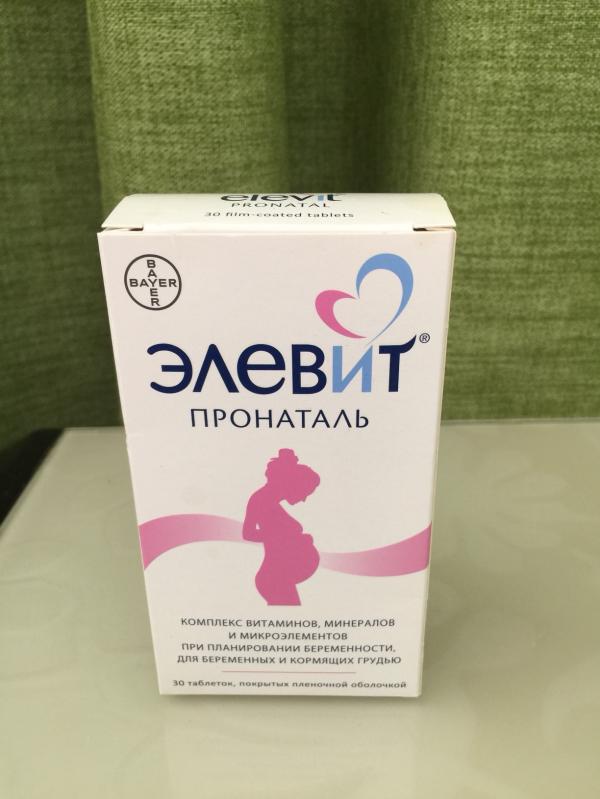 elevit
PRONATAL
30 film-coated tablets
BAYER
BAYER
ЭЛЕВИТ®
ПРОНАТАЛЬ
КОМПЛЕКС ВИТАМИНОВ, МИНЕРАЛОВ
И МИКРОЭЛЕМЕНТОВ
ПРИ ПЛАНИРОВАНИИ БЕРЕМЕННОСТИ,
ДЛЯ БЕРЕМЕННЫХ И КОРМЯЩИХ ГРУДЬЮ
30 таблеток, покрытых пленочной оболочкой